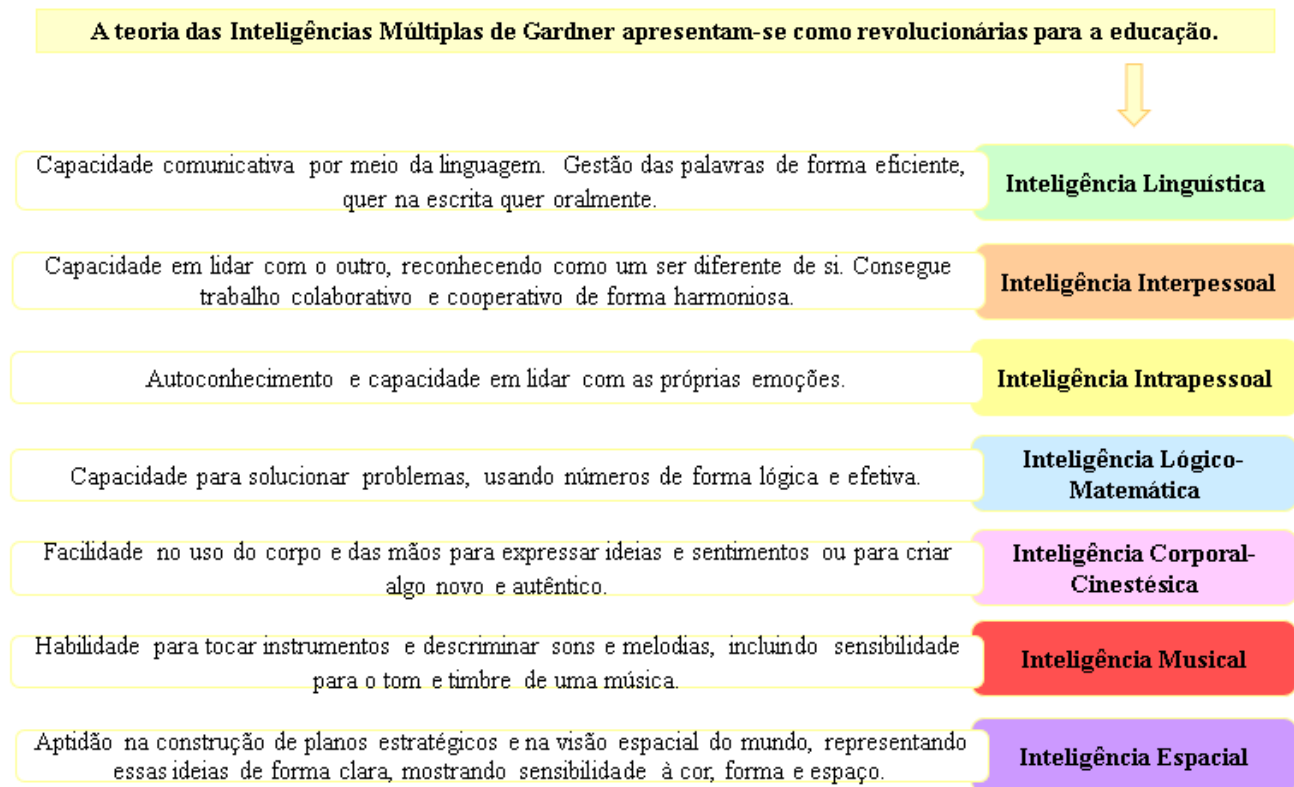 A teoria das Inteligências Múltiplas de Gardner apresentam-se como revolucionárias para a educação.
Capacidade comunicativa por meio da linguagem. Gestão das palavras de forma eficiente,
quer na escrita quer oralmente.
Inteligência Linguística
Capacidade em lidar com o outro, reconhecendo como um ser diferente de si. Consegue
trabalho colaborativo e cooperativo de forma harmoniosa.
Inteligência Interpessoal
Autoconhecimento e capacidade em lidar com as próprias emoções.
Inteligência Intrapessoal
Capacidade para solucionar problemas, usando números de forma lógica e efetiva.
Inteligência Lógico-
Matemática
Facilidade no uso do corpo e das mãos para expressar ideias e sentimentos ou para criar
algo novo e autêntico.
Inteligência Corporal-
Cinestésica
Habilidade para tocar instrumentos e descriminar sons e melodias, incluindo sensibilidade
para o tom e timbre de uma música.
Inteligência Musical
Aptidão na construção de planos estratégicos e na visão espacial do mundo, representando
essas ideias de forma clara, mostrando sensibilidade à cor, forma e espaço.
Inteligência Espacial